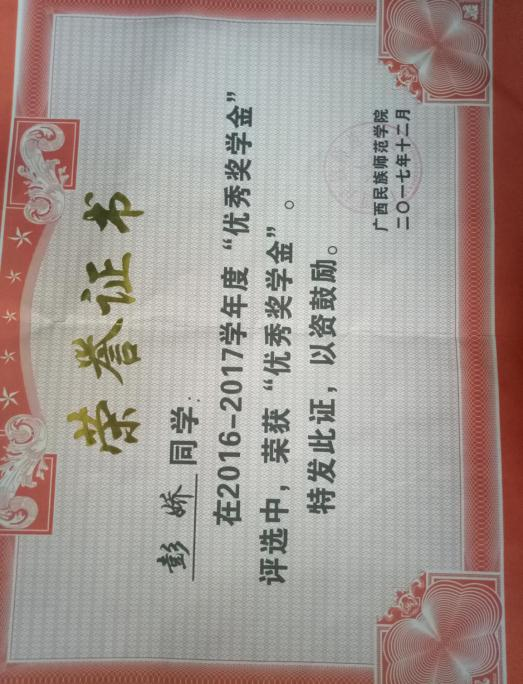 荣誉证书
彭娇同学：
在2016-2017学年度“优秀奖学金”
评选中，荣获“优秀奖学金”。
特发此证，以资鼓励。
广西民族师范学院
二〇一七年十二月